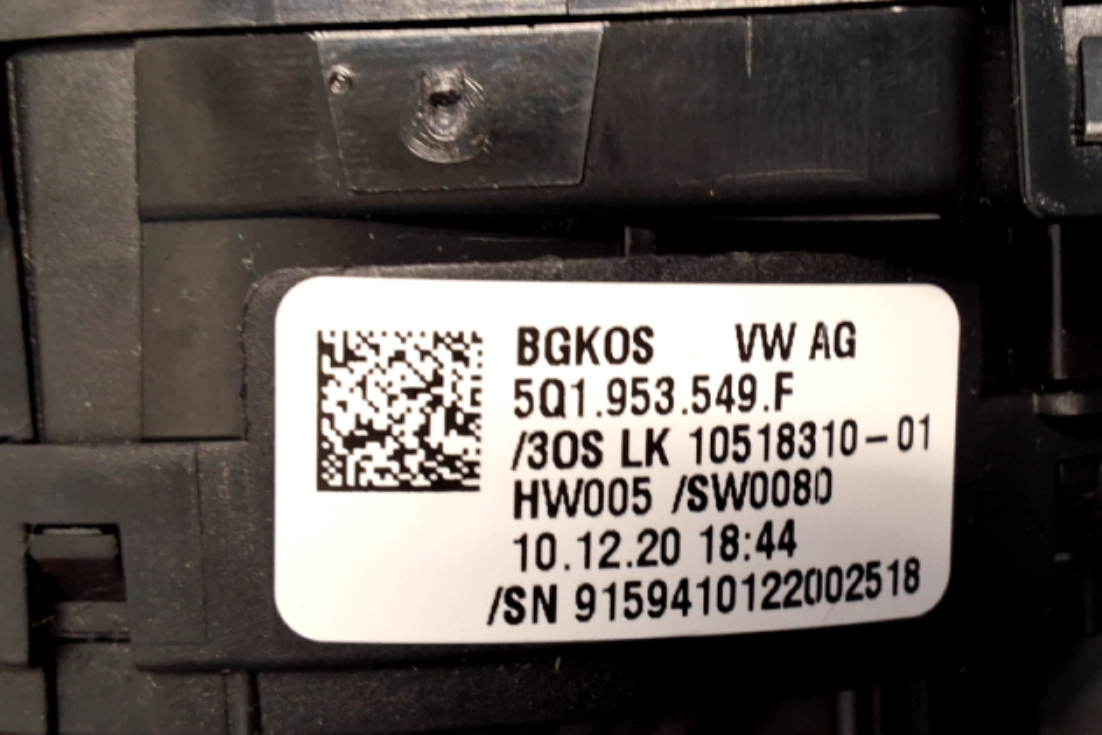 BGKOS VW AG
5Q1.953.549.F
/3OS LK 10518310-01
HW005 /SW0080
10.12.20 18:44
/SN 9159410122002518